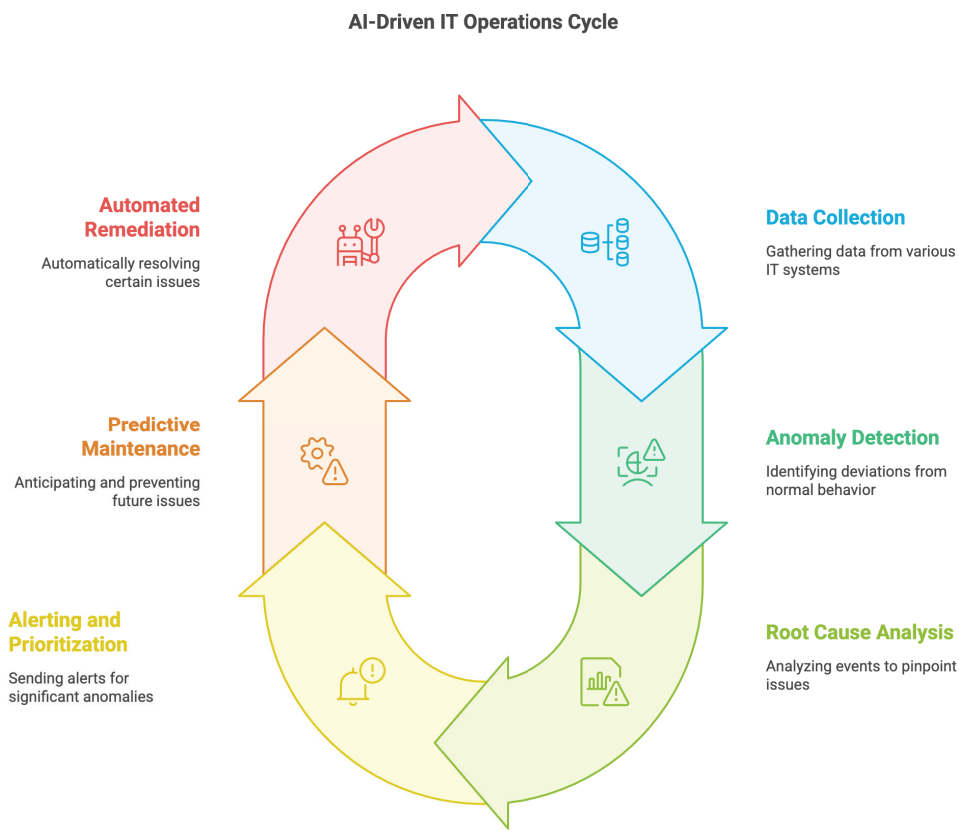 AI-Driven IT Operations Cycle
Automated
Remediation
Automatically resolving
certain issues
Data Collection
Gathering data from various
IT systems
Predictive
Maintenance
Anticipating and preventing
future issues
Anomaly Detection
Identifying deviations from
normal behavior
Alerting and
Prioritization
Sending alerts for
significant anomalies
Root Cause Analysis
Analyzing events to pinpoint
issues